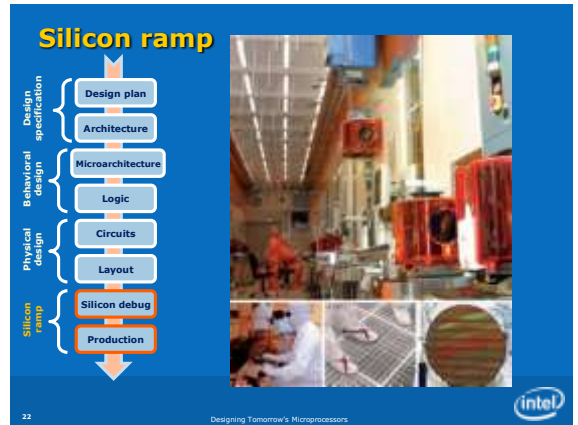 Silicon ramp
Design
specification
Design plan
Architecture
Behavioral
design
Microarchitecture
Logic
Physical
design
Circuits
Layout
Silicon
ramp
Silicon debug
Production
22
Designing Tomorrow's Microprocessors
intel